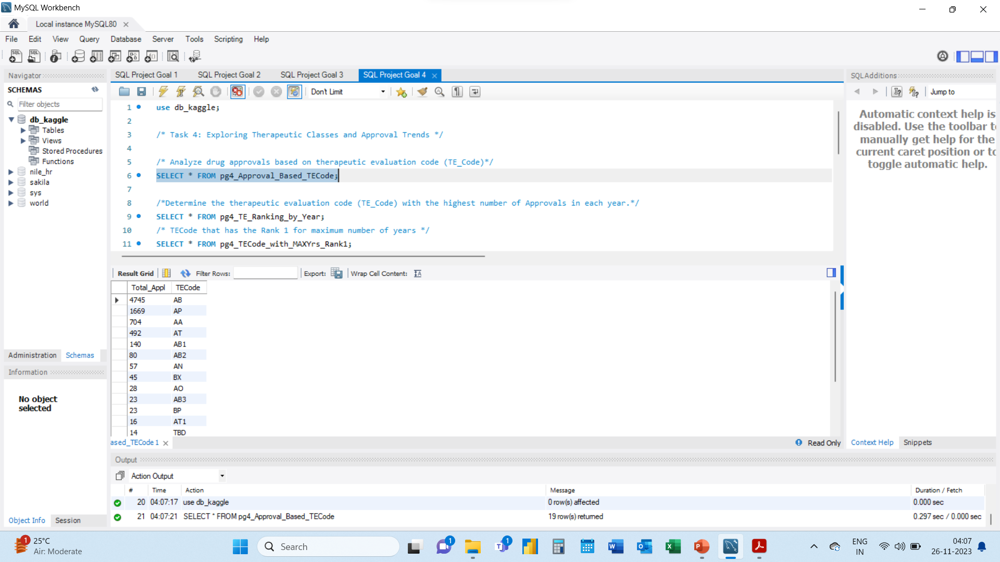 MySQL Workbench
Local instance MySQL80
File Edit View Query Database Server Tools Scripting Help
Navigator
SCHEMAS
Filter objects
db_kaggle
Tables
Views
Stored Procedures
Functions
nile_hr
sakila
sys
world
Administration Schemas
Information
No object
selected
Object Info Session
SQL Project Goal 1 SQL Project Goal 2 SQL Project Goal 3 SQL Project Goal 4
Don't Limit
1 use db_kaggle;
2
3 /* Task 4: Exploring Therapeutic Classes and Approval Trends */
4
5 /* Analyze drug approvals based on therapeutic evaluation code (TE_Code)*/
6 SELECT * FROM pg4_Approval_Based_TECode;
7
8 /*Determine the therapeutic evaluation code (TE_Code) with the highest number of Approvals in each year.*/
9 SELECT * FROM pg4_TE_Ranking_by_Year;
10 /* TECode that has the Rank 1 for maximum number of years */
11 SELECT * FROM pg4_TECode_with_MAXYrs_Rank1;
Result Grid Filter Rows: Export: Wrap Cell Content:
Total_Appl TECode
4745 AB
1669 AP
704 AA
492 AT
140 AB1
80 AB2
57 AN
45 BX
28 AO
23 AB3
23 BP
16 AT1
14 TBD
ased_TECode 1
Read Only
SQLAdditions
Jump to
Automatic context help is
disabled. Use the toolbar t
manually get help for the
current caret position or to
toggle automatic help.
Context Help Snippets
Output
Action Output
# Time Action Message Duration / Fetch
20 04:07:17 use db_kaggle 0 row(s) affected 0.000 sec
21 04:07:21 SELECT * FROM pg4_Approval_Based_TECode 19 row(s) returned 0.297 sec / 0.000 sec
1
25°C
Air: Moderate
Search
1
1
ENG
IN
04:07
26-11-2023